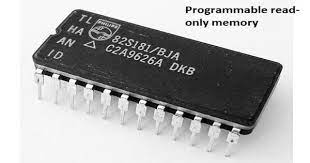 Programmable read-
only memory
TL
HA
AN
ID
PHILIPS
82S181/BJA
C2A9626A DKB